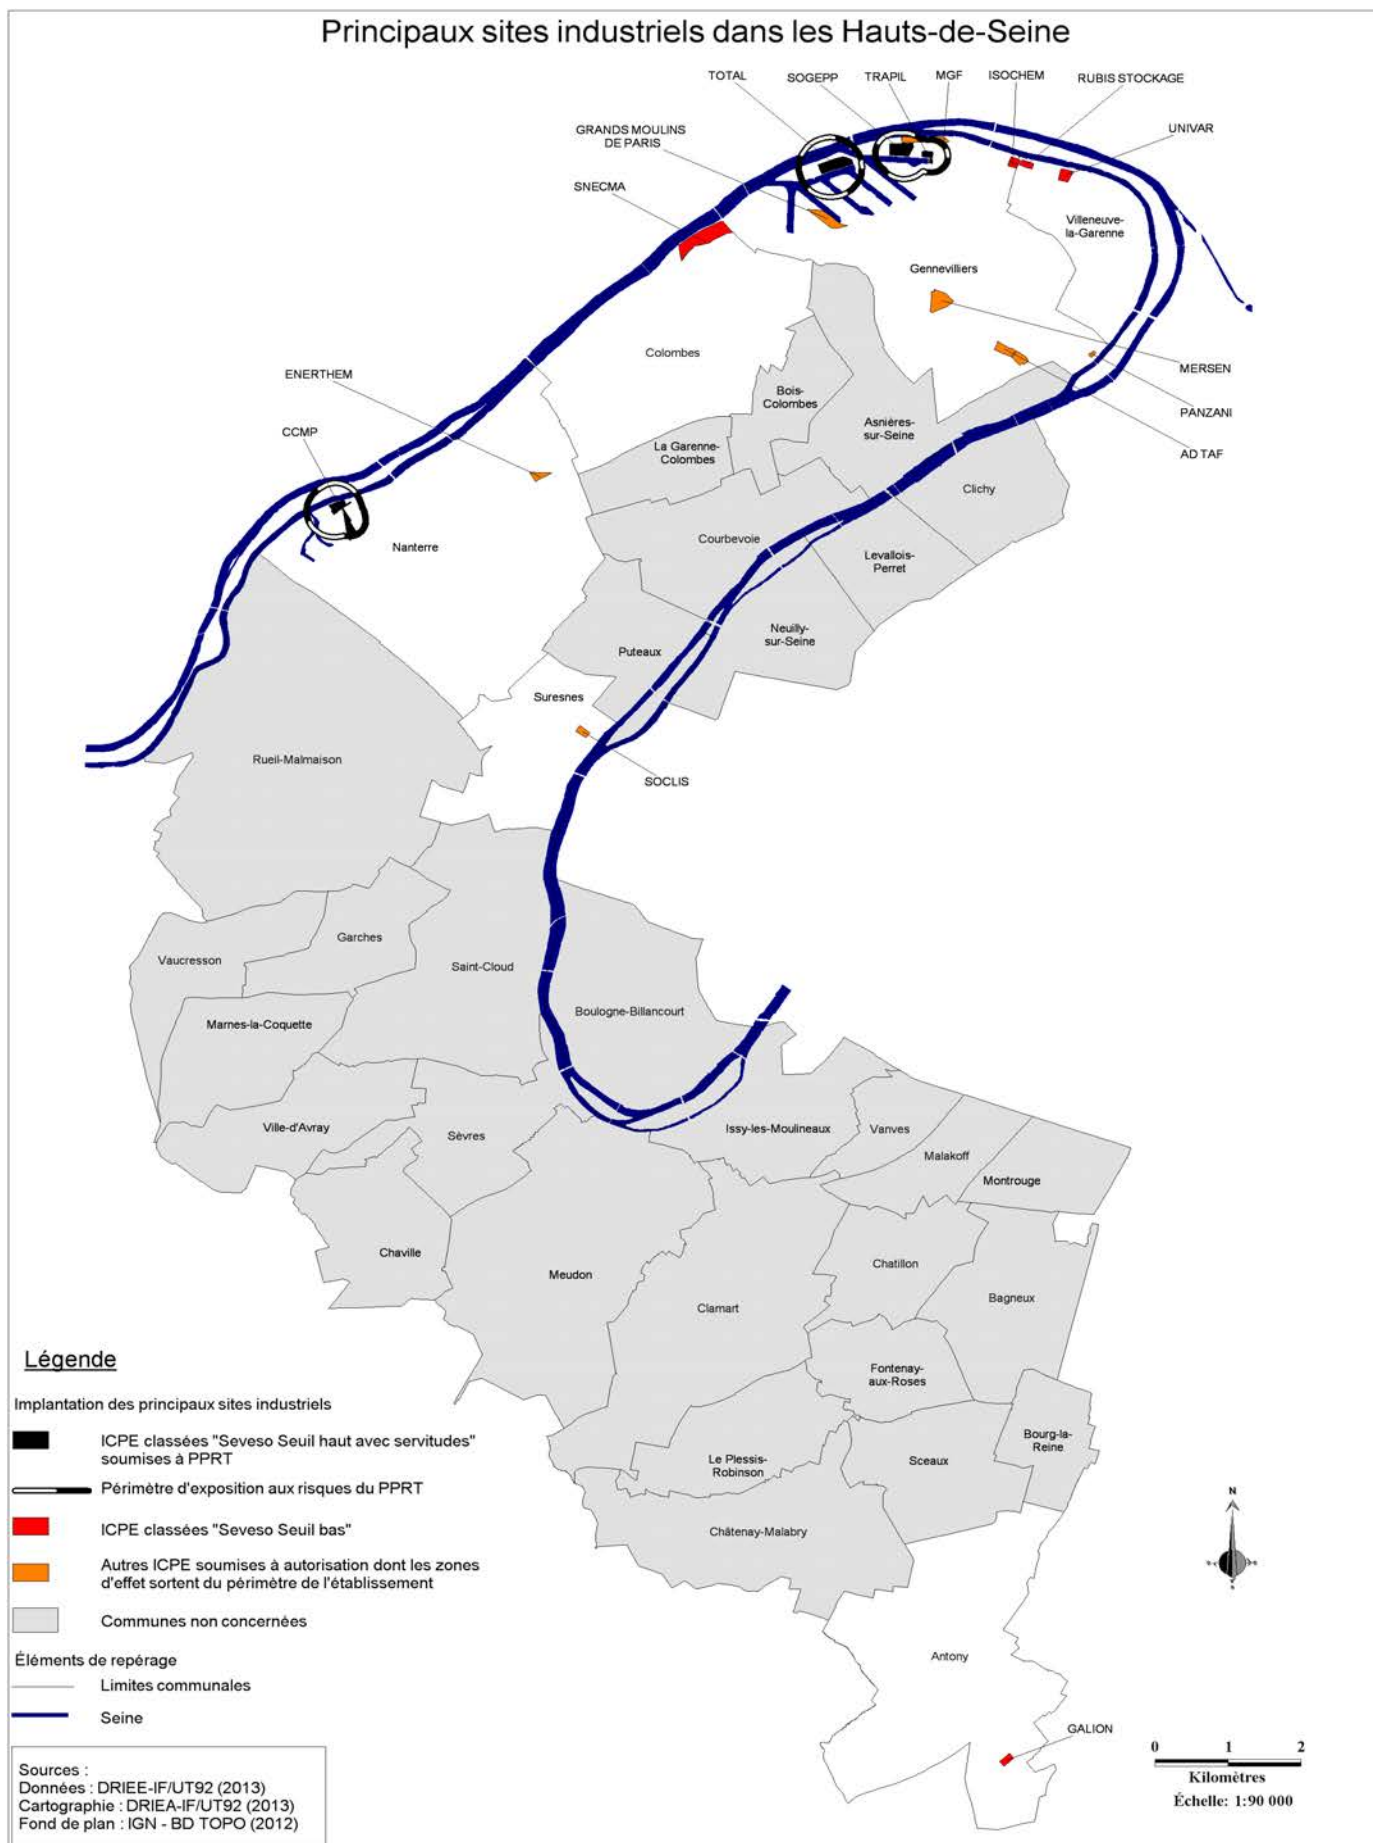 Principaux sites industriels dans les Hauts-de-Seine
TOTAL
SOGEPP
TRAPIL
MGF
ISOCHEM
RUBIS STOCKAGE
GRANDS MOULINS
DE PARIS
UNIVAR
SNECMA
Villeneuve-
la-Garenne
Gennevilliers
Colombes
ENERTHEM
MERSEN
Bois-
Colombes
PANZANI
CCMP
Asnières-
sur-Seine
La Garenne-
Colombes
AD TAF
Clichy
Nanterre
Courbevoie
Levallois-
Perret
Neuilly-
sur-Seine
Puteaux
Suresnes
Rueil-Malmaison
SOCLIS
Garches
Vaucresson
Saint-Cloud
Boulogne-Billancourt
Marnes-la-Coquette
Ville-d'Avray
Sèvres
Issy-les-Moulineaux
Vanves
Malakoff
Montrouge
Chaville
Meudon
Chatillon
Bagneux
Clamart
Fontenay-
aux-Roses
Bourg-la-
Reine
Le Plessis-
Robinson
Sceaux
Châtenay-Malabry
Antony
GALION
Légende
Implantation des principaux sites industriels
ICPE classées "Seveso Seuil haut avec servitudes"
soumises à PPRT
Périmètre d'exposition aux risques du PPRT
ICPE classées "Seveso Seuil bas"
Autres ICPE soumises à autorisation dont les zones
d'effet sortent du périmètre de l'établissement
Communes non concernées
Éléments de repérage
Limites communales
Seine
Sources :
Données : DRIEE-IF/UT92 (2013)
Cartographie : DRIEA-IF/UT92 (2013)
Fond de plan : IGN - BD TOPO (2012)
N
0 1 2
Kilomètres
Échelle: 1:90 000